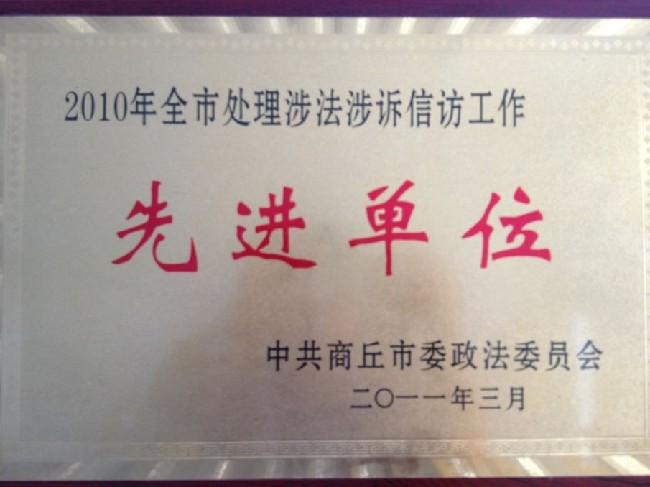 2010年全市处理涉法涉诉信访工作
先进单位
中共商丘市委政法委员会
二〇一一年三月